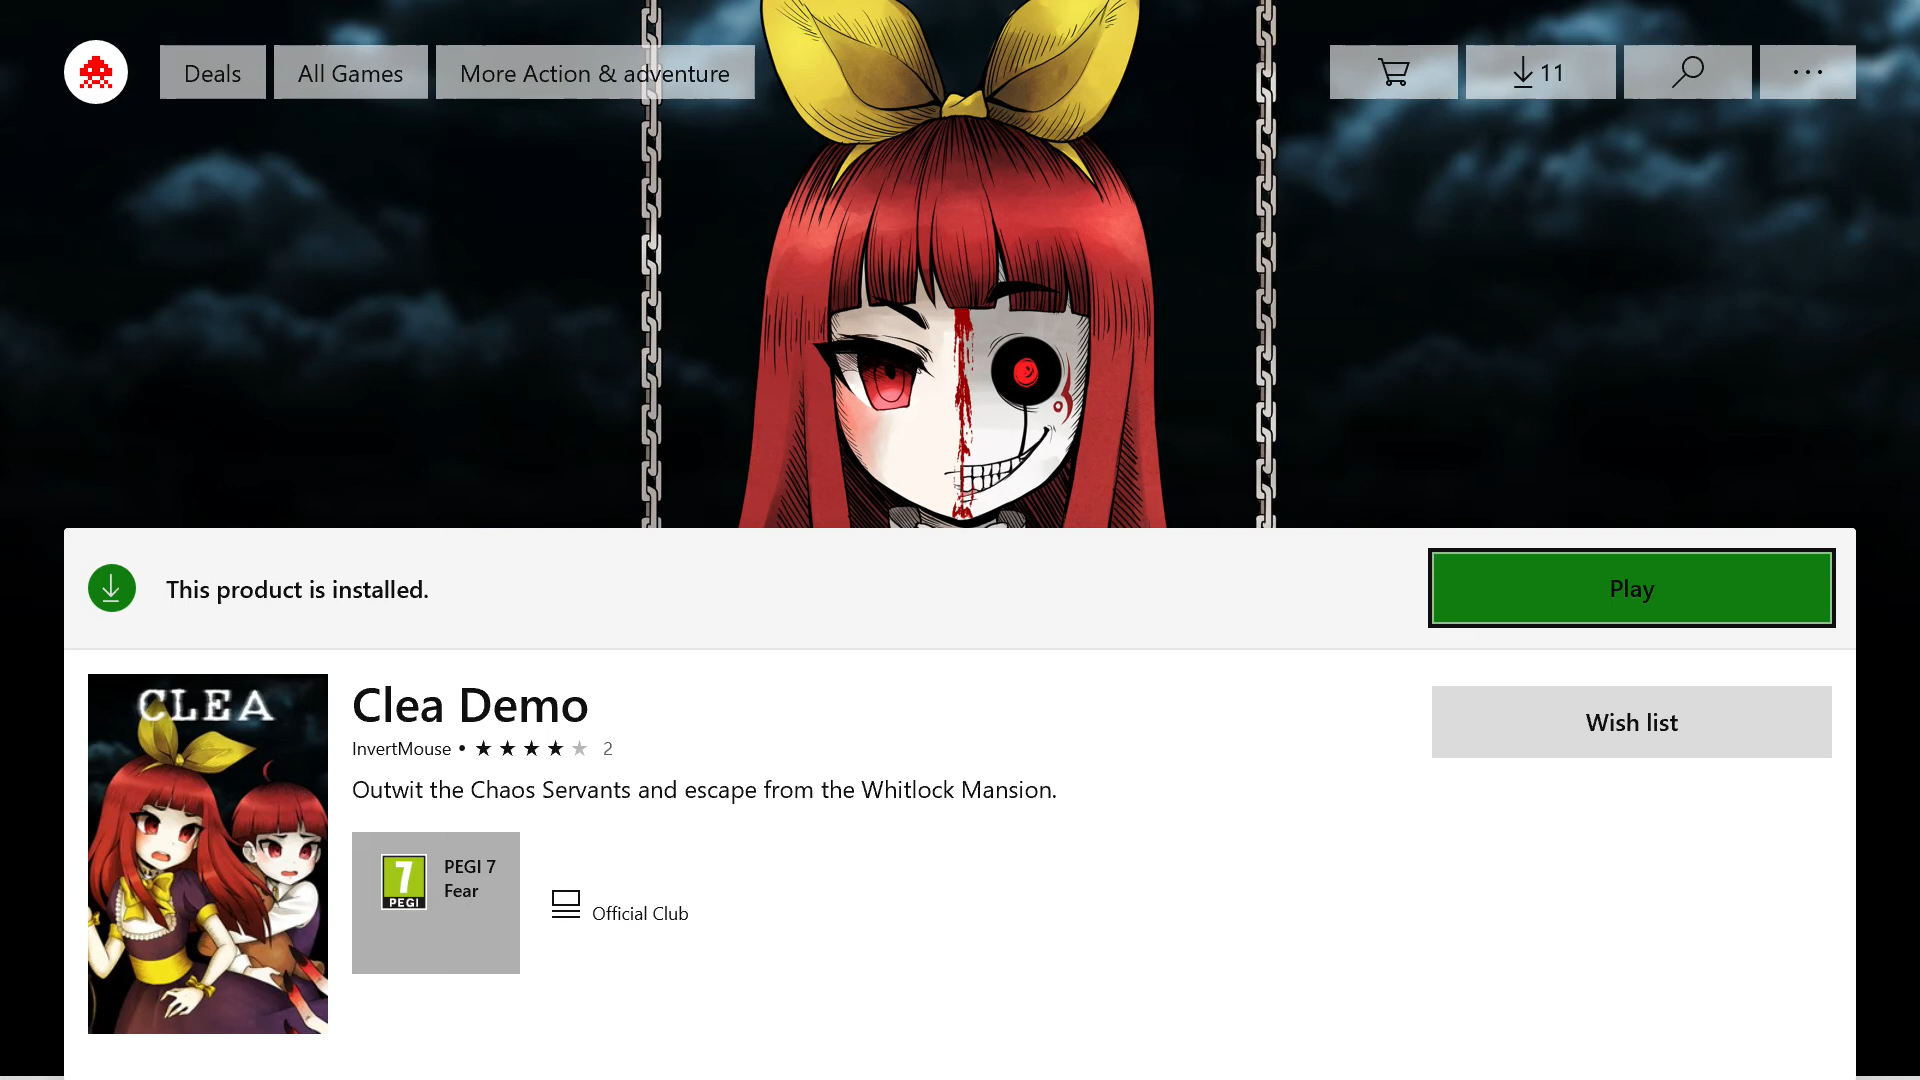 Deals
All Games
More Action & adventure
11
This product is installed.
Play
CLEA
Clea Demo
InvertMouse • ★ ★ ★ ★ ★ 2
Outwit the Chaos Servants and escape from the Whitlock Mansion.
Wish list
7
PEGI
PEGI 7
Fear
Official Club